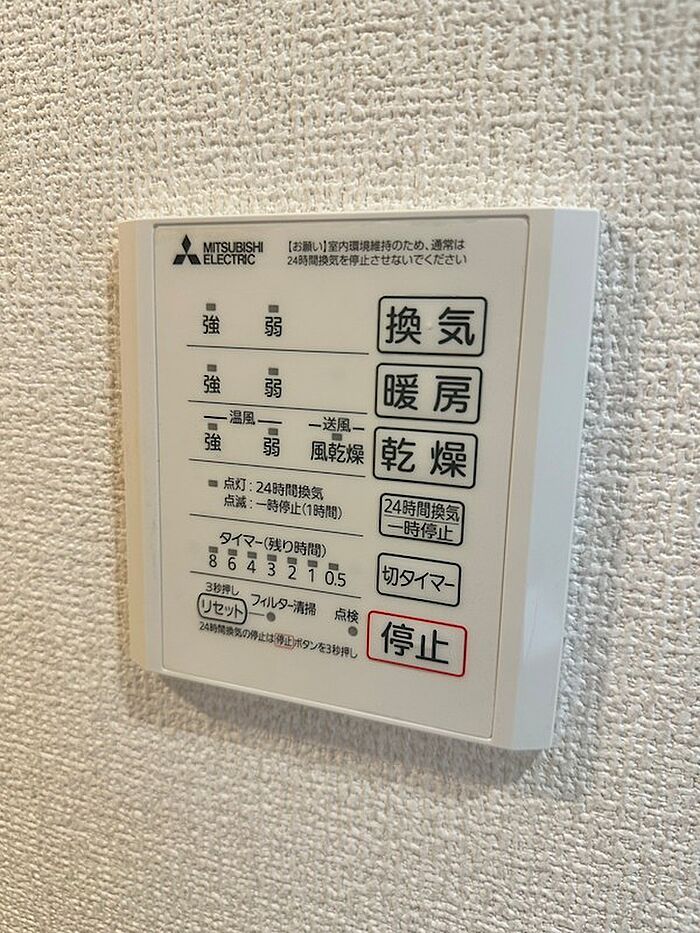 MITSUBISHI
ELECTRIC
【お願い】室内環境維持のため、通常は
24時間換気を停止させないでください
強 弱 換気
強 弱 暖房
温風 送風
強 弱 風乾燥 乾燥
点灯:24時間換気
点滅:一時停止(1時間)
24時間換気
一時停止
タイマー(残り時間)
8 6 4 3 2 1 0.5
切タイマー
3秒押し
リセット フィルター清掃 点検
24時間換気の停止は停止ボタンを3秒押し
停止